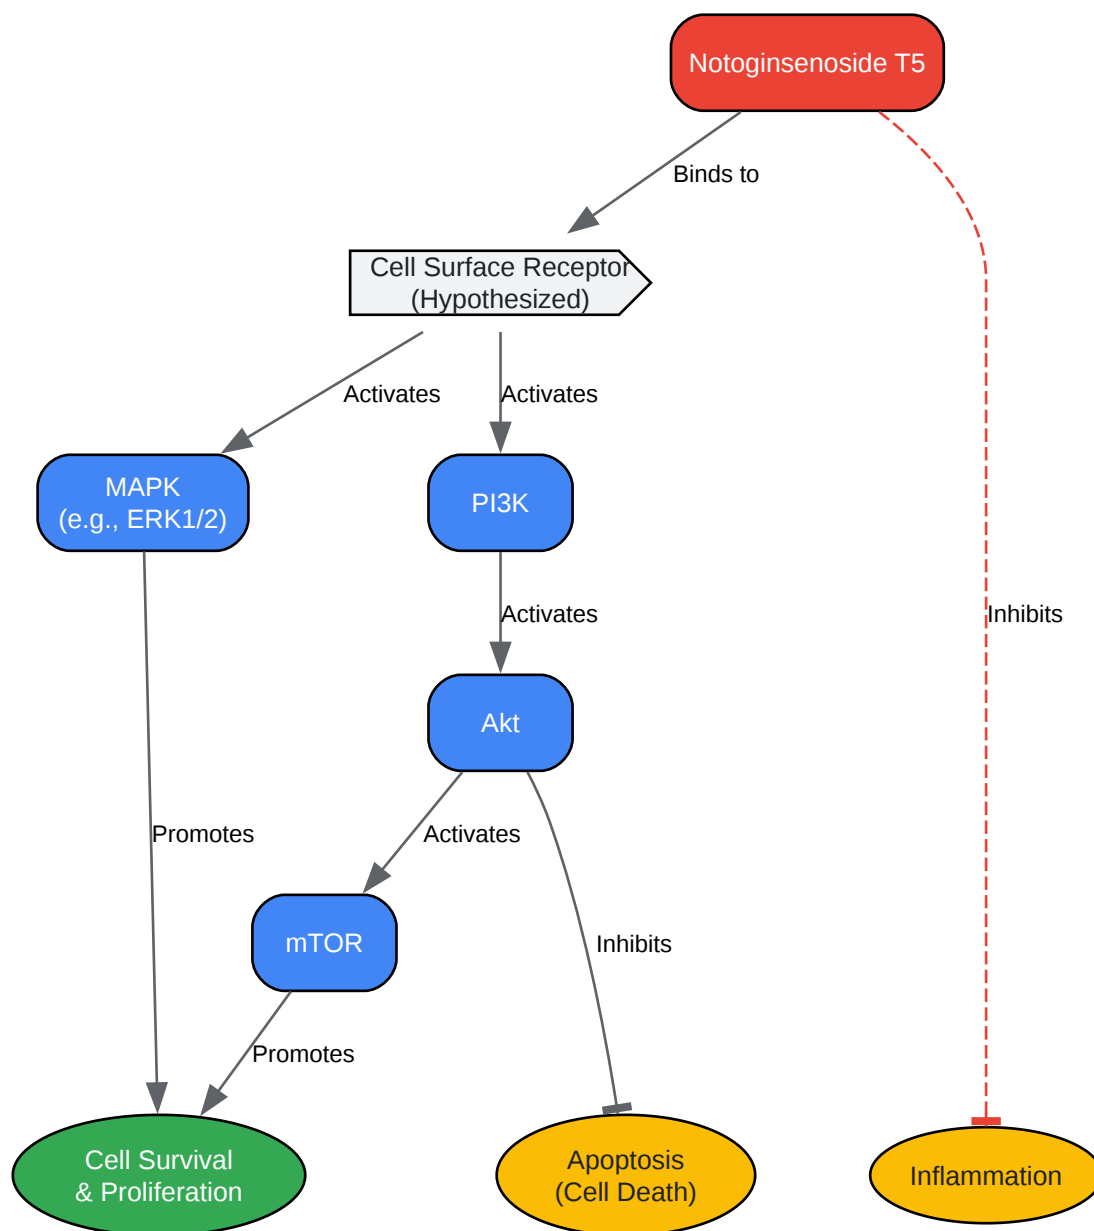 Notoginsenoside T5
Binds to
Cell Surface Receptor
(Hypothesized)
Activates
Activates
MAPK
(e.g., ERK1/2)
PI3K
Activates
Inhibits
Akt
Promotes
Activates
mTOR
Inhibits
Promotes
Cell Survival
& Proliferation
Apoptosis
(Cell Death)
Inflammation